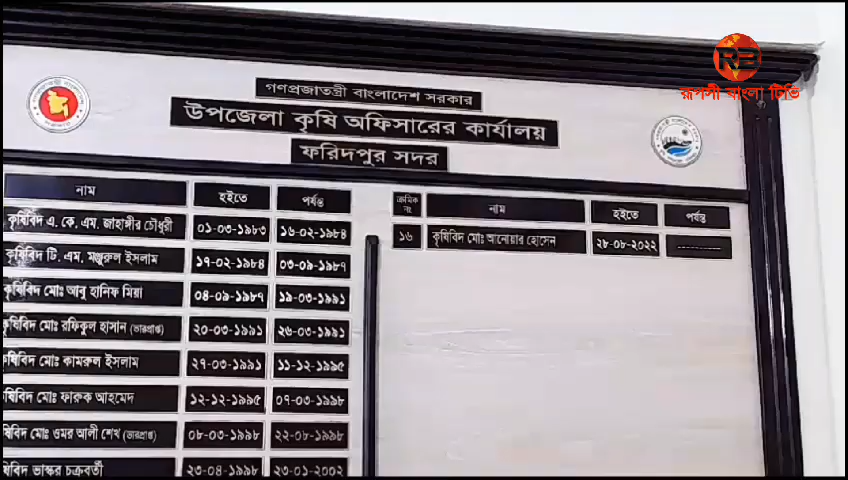 RB
রূপসী বাংলা টিভি
গণপ্রজাতন্ত্রী বাংলাদেশ সরকার
উপজেলা কৃষি অফিসারের কার্যালয়
ফরিদপুর সদর
নাম হইতে পর্যন্ত
কৃষিবিদ এ. কে. এম. জাহাঙ্গীর চৌধুরী ০১-০৩-১৯৮৩ ১৬-০২-১৯৮৪
কৃষিবিদ টি. এম. মঞ্জুরুল ইসলাম ১৭-০২-১৯৮৪ ০৩-০৯-১৯৮৭
কৃষিবিদ মোঃ আবু হানিফ মিয়া ০৪-০৯-১৯৮৭ ১৯-০৩-১৯৯১
কৃষিবিদ মোঃ রফিকুল হাসান (ভারপ্রাপ্ত) ২০-০৩-১৯৯১ ২৬-০৩-১৯৯১
কৃষিবিদ মোঃ কামরুল ইসলাম ২৭-০৩-১৯৯১ ১১-১২-১৯৯৫
কৃষিবিদ মোঃ ফারুক আহমেদ ১২-১২-১৯৯৫ ০৭-০৩-১৯৯৮
কৃষিবিদ মোঃ ওমর আলী শেখ (ভারপ্রাপ্ত) ০৮-০৩-১৯৯৮ ২২-০৮-১৯৯৮
কৃষিবিদ ভাস্কর চক্রবর্তী ২৩-০৪-১৯৯৮ ২৩-০১-২০০২
ক্রমিক নং নাম হইতে পর্যন্ত
১৬ কৃষিবিদ মোঃ আনোয়ার হোসেন ২৮-০৮-২০২২ ----------